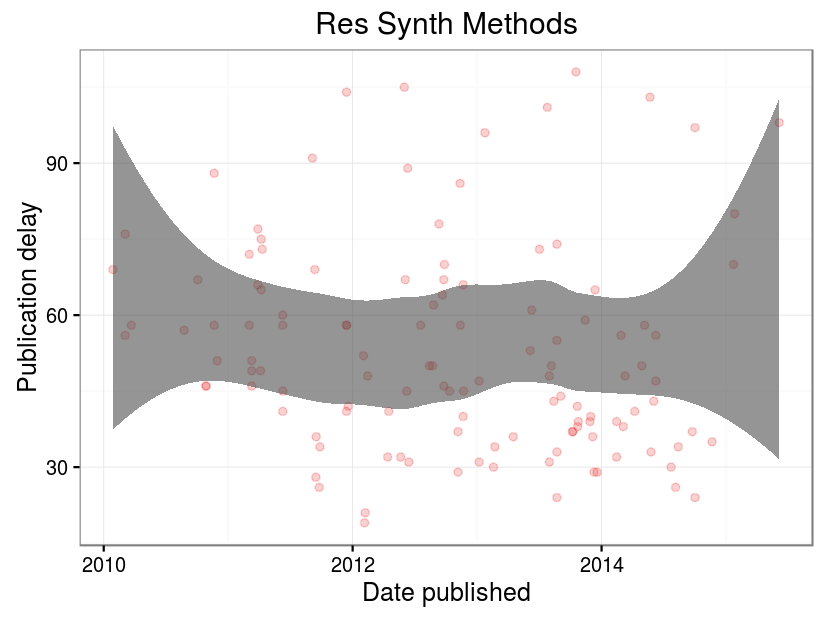 Res Synth Methods
Publication delay
90
60
30
2010
2012
2014
Date published